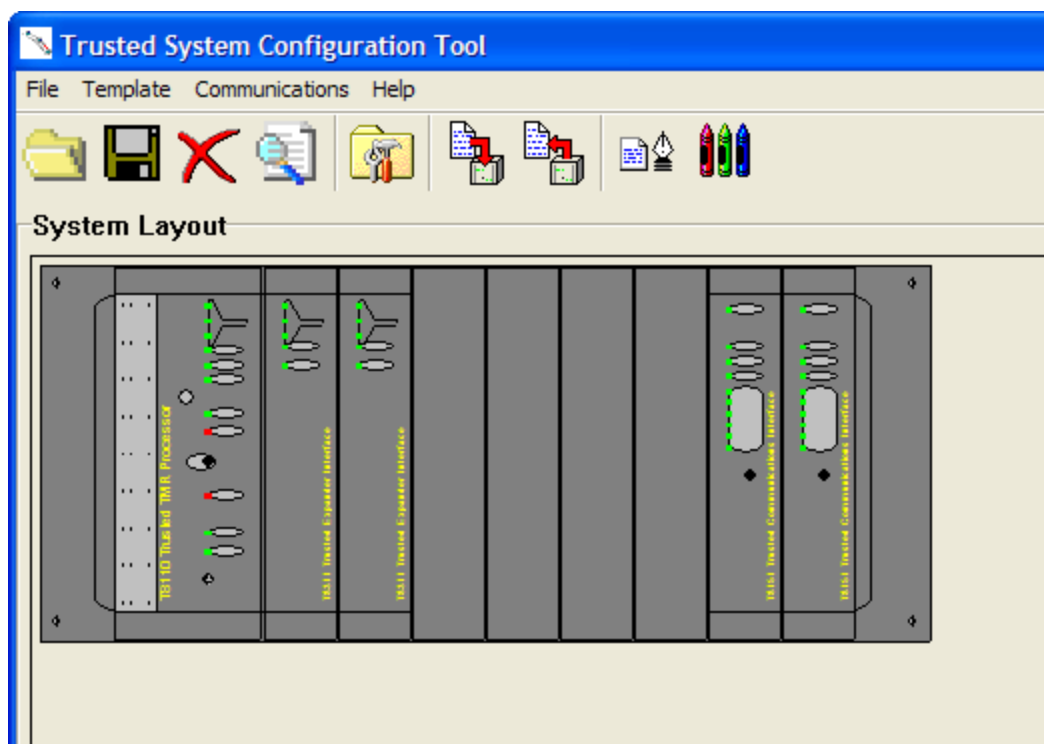 Trusted System Configuration Tool
File Template Communications Help
System Layout
T8110 Trusted TMR Processor
T8311 Trusted Expander Interface
T8311 Trusted Expander Interface
T8151 Trusted Communications Interface
T8151 Trusted Communications Interface